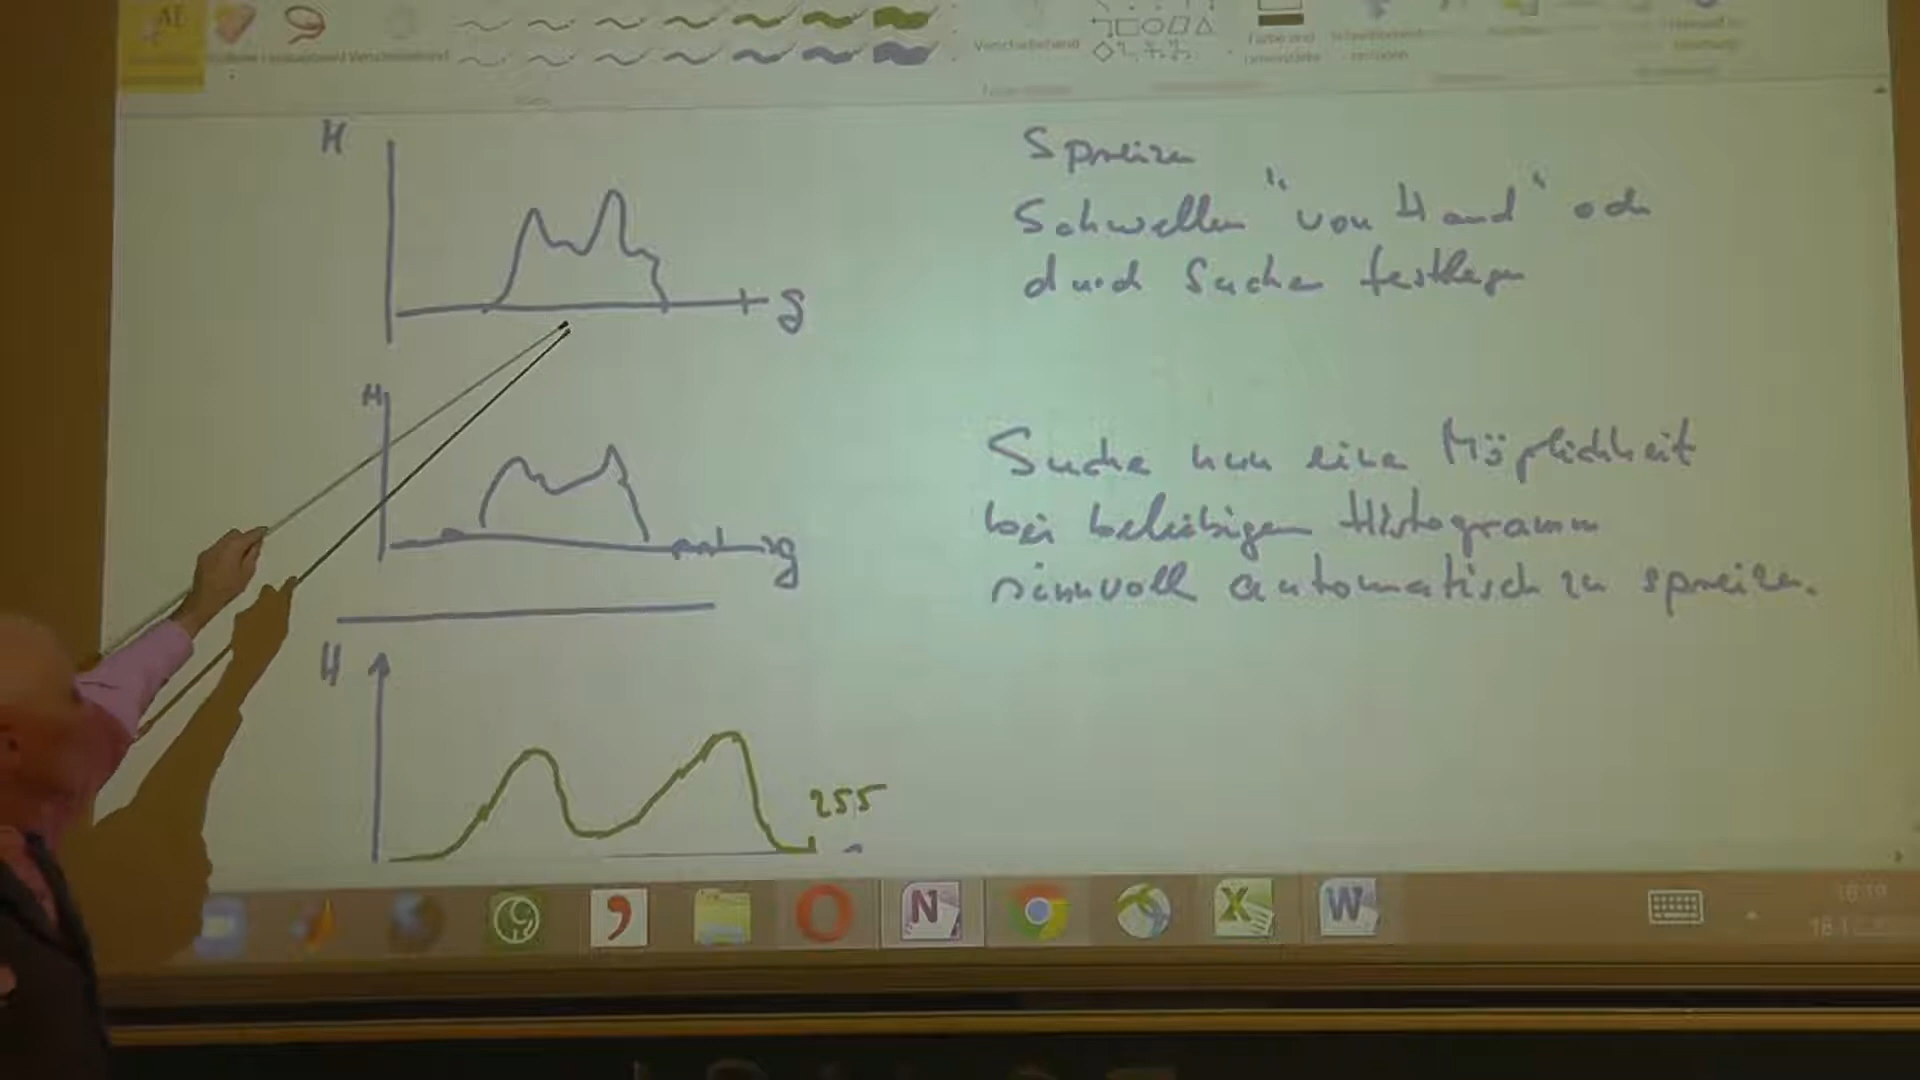 H
g
Spreizen
Schwellen "von Hand" oder
durch Suchen festlegen
H
g
Suche nun eine Möglichkeit
bei beliebigem Histogramm
sinnvoll automatisch zu spreizen.
H
255